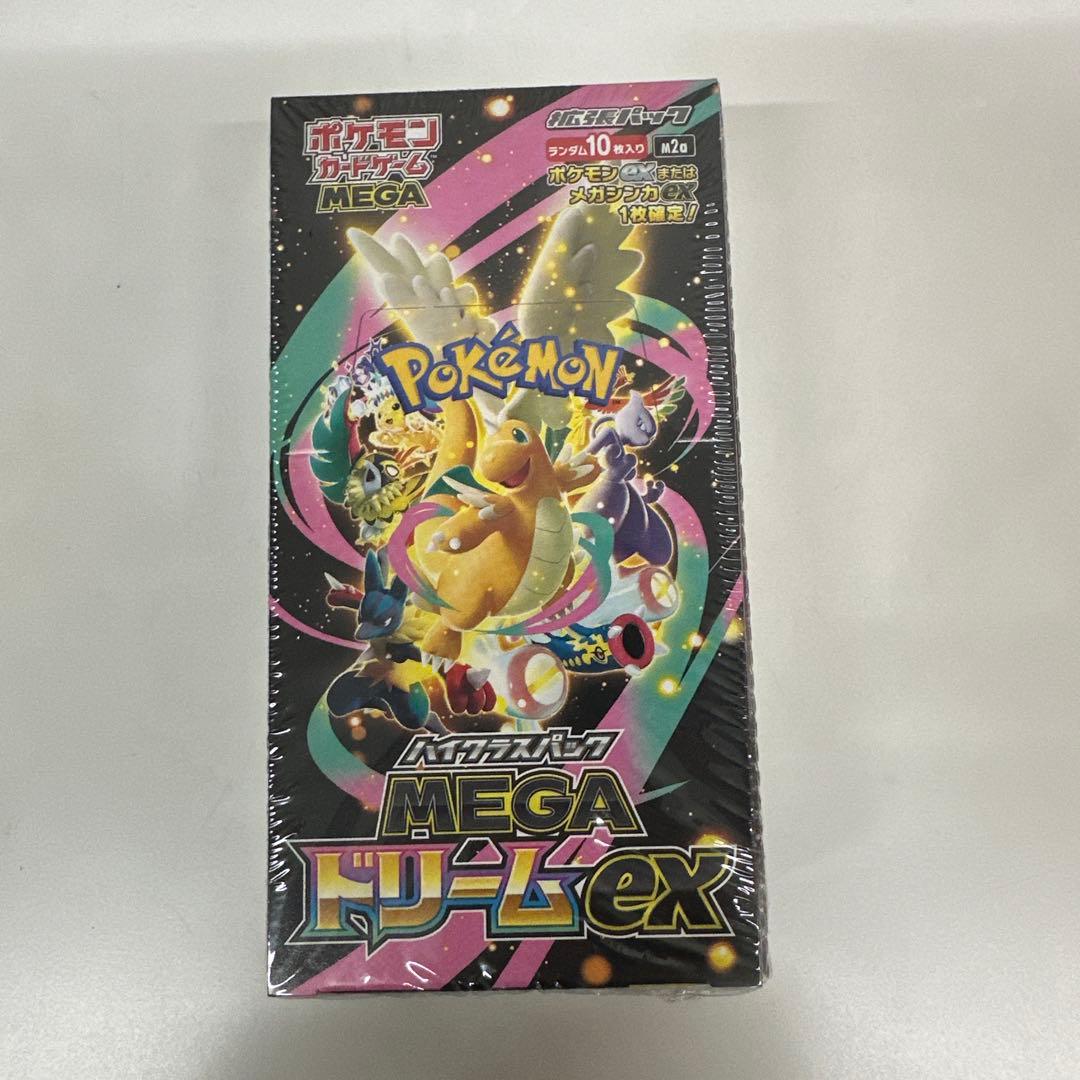 ポケモン
カードゲーム™
MEGA
拡張パック
ランダム10枚入り M2a
ポケモンexまたは
メガシンカex
1枚確定!
POKéMON
ハイクラスパック
MEGA
ドリームex